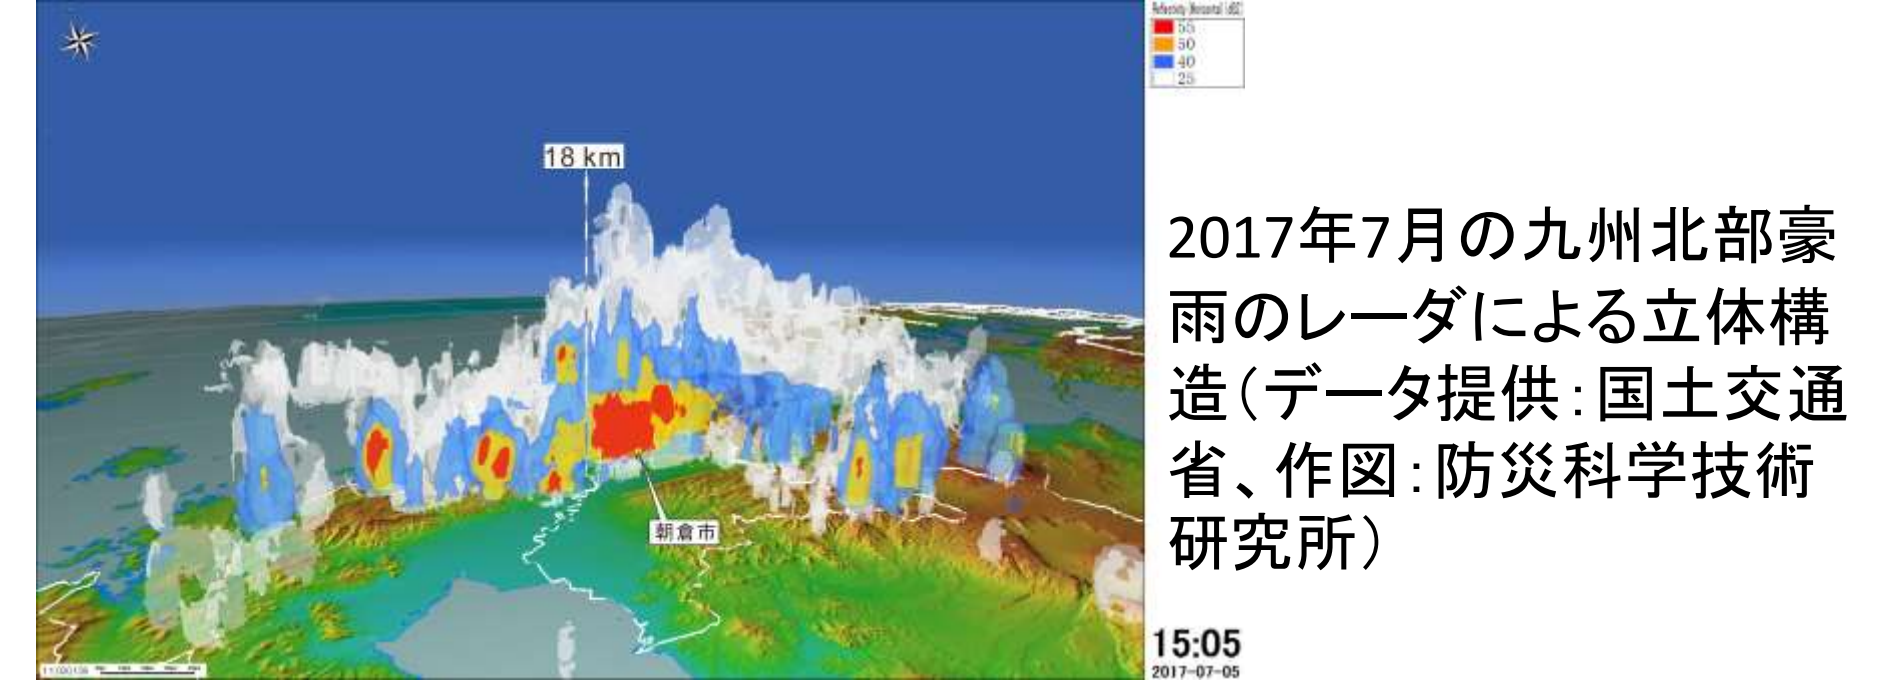 Reflectivity (Horizontal) (dBZ)
55
50
40
25
18 km
朝倉市
2017年7月の九州北部豪
雨のレーダによる立体構
造(データ提供:国土交通
省、作図:防災科学技術
研究所)
15:05
2017-07-05